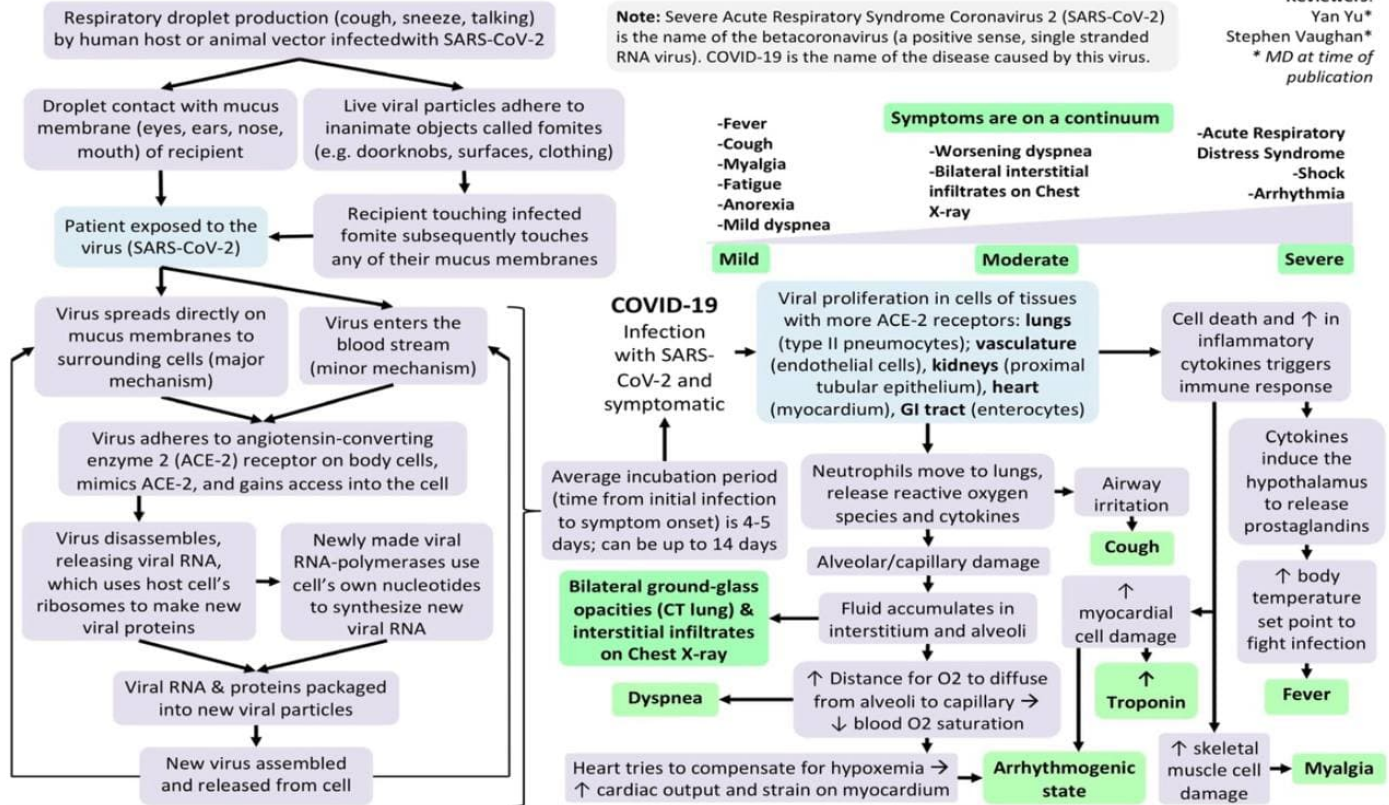 Respiratory droplet production (cough, sneeze, talking)
by human host or animal vector infectedwith SARS-CoV-2
Note: Severe Acute Respiratory Syndrome Coronavirus 2 (SARS-CoV-2)
is the name of the betacoronavirus (a positive sense, single stranded
RNA virus). COVID-19 is the name of the disease caused by this virus.
Yan Yu*
Stephen Vaughan*
* MD at time of
publication
Droplet contact with mucus
membrane (eyes, ears, nose,
mouth) of recipient
Live viral particles adhere to
inanimate objects called fomites
(e.g. doorknobs, surfaces, clothing)
Patient exposed to the
virus (SARS-CoV-2)
Recipient touching infected
fomite subsequently touches
any of their mucus membranes
Symptoms are on a continuum
-Fever
-Cough
-Myalgia
-Fatigue
-Anorexia
-Mild dyspnea
-Worsening dyspnea
-Bilateral interstitial
infiltrates on Chest
X-ray
-Acute Respiratory
Distress Syndrome
-Shock
-Arrhythmia
Mild
Moderate
Severe
Virus spreads directly on
mucus membranes to
surrounding cells (major
mechanism)
Virus enters the
blood stream
(minor mechanism)
Virus adheres to angiotensin-converting
enzyme 2 (ACE-2) receptor on body cells,
mimics ACE-2, and gains access into the cell
Virus disassembles,
releasing viral RNA,
which uses host cell's
ribosomes to make new
viral proteins
Newly made viral
RNA-polymerases use
cell's own nucleotides
to synthesize new
viral RNA
Viral RNA & proteins packaged
into new viral particles
New virus assembled
and released from cell
COVID-19
Infection
with SARS-
CoV-2 and
symptomatic
Average incubation period
(time from initial infection
to symptom onset) is 4-5
days; can be up to 14 days
Viral proliferation in cells of tissues
with more ACE-2 receptors: lungs
(type II pneumocytes); vasculature
(endothelial cells), kidneys (proximal
tubular epithelium), heart
(myocardium), GI tract (enterocytes)
Cell death and ↑ in
inflammatory
cytokines triggers
immune response
Neutrophils move to lungs,
release reactive oxygen
species and cytokines
Airway
irritation
Cough
Cytokines
induce the
hypothalamus
to release
prostaglandins
Alveolar/capillary damage
Bilateral ground-glass
opacities (CT lung) &
interstitial infiltrates
on Chest X-ray
Fluid accumulates in
interstitium and alveoli
↑
myocardial
cell damage
↑ body
temperature
set point to
fight infection
Dyspnea
↑ Distance for O2 to diffuse
from alveoli to capillary →
↓ blood O2 saturation
↑
Troponin
Fever
Heart tries to compensate for hypoxemia →
↑ cardiac output and strain on myocardium
Arrhythmogenic
state
↑ skeletal
muscle cell
damage
Myalgia